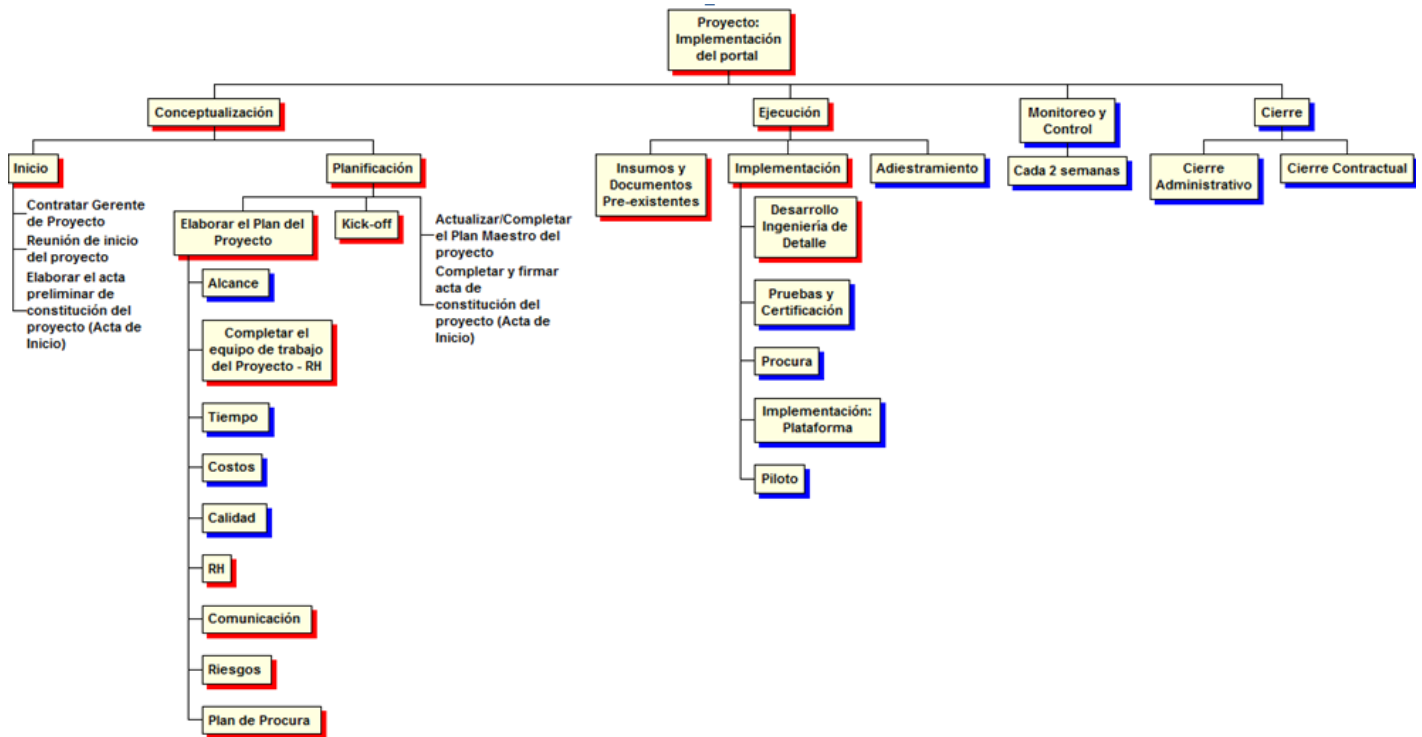 Proyecto:
Implementación
del portal
Conceptualización
Ejecución
Monitoreo y
Control
Cierre
Inicio
Planificación
Insumos y
Documentos
Pre-existentes
Implementación
Adiestramiento
Cada 2 semanas
Cierre
Administrativo
Cierre Contractual
Contratar Gerente
de Proyecto
Reunión de inicio
del proyecto
Elaborar el acta
preliminar de
constitución del
proyecto (Acta de
Inicio)
Elaborar el Plan del
Proyecto
Kick-off
Actualizar/Completar
el Plan Maestro del
proyecto
Completar y firmar
acta de
constitución del
proyecto (Acta de
Inicio)
Alcance
Completar el
equipo de trabajo
del Proyecto - RH
Tiempo
Costos
Calidad
RH
Comunicación
Riesgos
Plan de Procura
Desarrollo
Ingeniería de
Detalle
Pruebas y
Certificación
Procura
Implementación:
Plataforma
Piloto